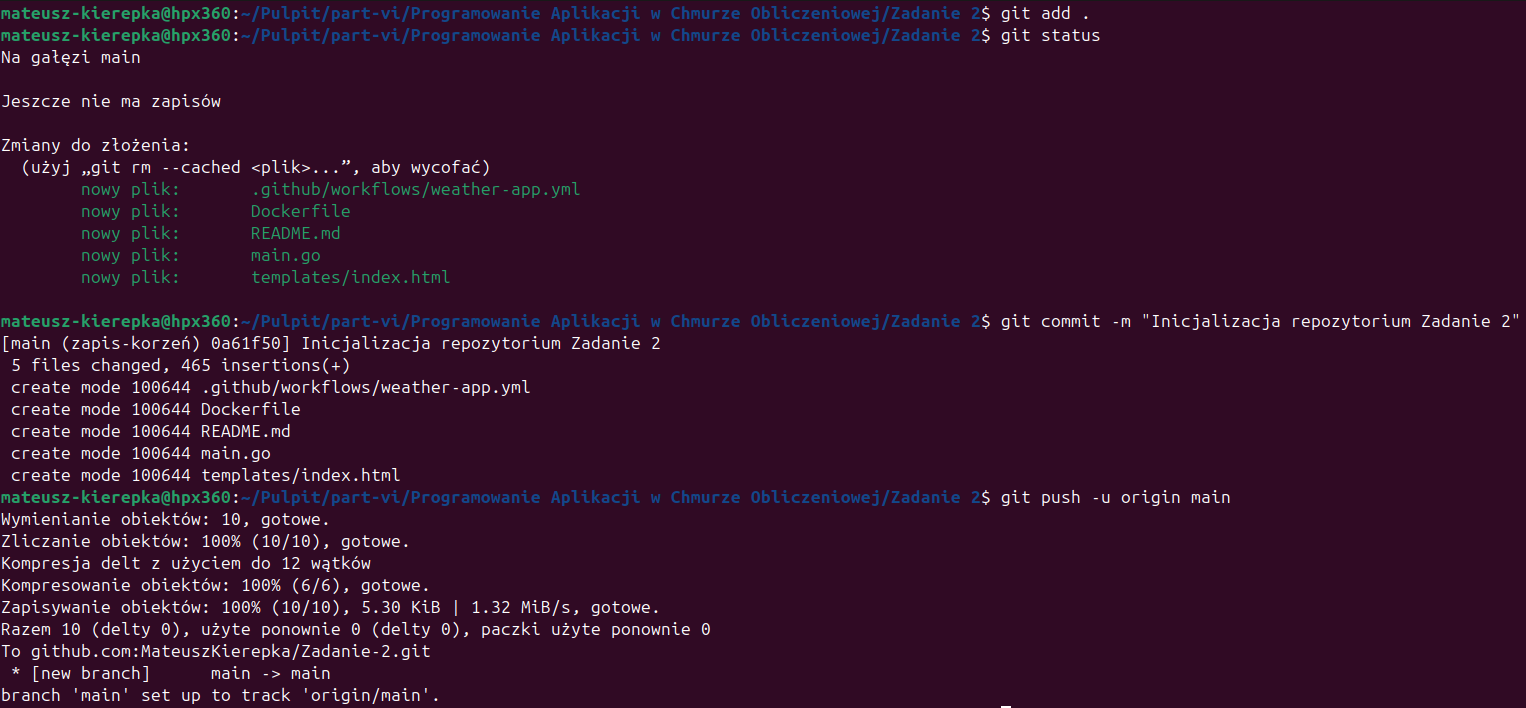 mateusz-kierepka@hpx360:~/Pulpit/part-vi/Programowanie Aplikacji w Chmurze Obliczeniowej/Zadanie 2$ git add .
mateusz-kierepka@hpx360:~/Pulpit/part-vi/Programowanie Aplikacji w Chmurze Obliczeniowej/Zadanie 2$ git status
Na gałęzi main

Jeszcze nie ma zapisów

Zmiany do złożenia:
  (użyj „git rm --cached <plik>...”, aby wycofać)
        nowy plik:       .github/workflows/weather-app.yml
        nowy plik:       Dockerfile
        nowy plik:       README.md
        nowy plik:       main.go
        nowy plik:       templates/index.html

mateusz-kierepka@hpx360:~/Pulpit/part-vi/Programowanie Aplikacji w Chmurze Obliczeniowej/Zadanie 2$ git commit -m "Inicjalizacja repozytorium Zadanie 2"
[main (zapis-korzeń) 0a61f50] Inicjalizacja repozytorium Zadanie 2
 5 files changed, 465 insertions(+)
 create mode 100644 .github/workflows/weather-app.yml
 create mode 100644 Dockerfile
 create mode 100644 README.md
 create mode 100644 main.go
 create mode 100644 templates/index.html
mateusz-kierepka@hpx360:~/Pulpit/part-vi/Programowanie Aplikacji w Chmurze Obliczeniowej/Zadanie 2$ git push -u origin main
Wymienianie obiektów: 10, gotowe.
Zliczanie obiektów: 100% (10/10), gotowe.
Kompresja delt z użyciem do 12 wątków
Kompresowanie obiektów: 100% (6/6), gotowe.
Zapisywanie obiektów: 100% (10/10), 5.30 KiB | 1.32 MiB/s, gotowe.
Razem 10 (delty 0), użyte ponownie 0 (delty 0), paczki użyte ponownie 0
To github.com:MateuszKierepka/Zadanie-2.git
 * [new branch]      main -> main
branch 'main' set up to track 'origin/main'.